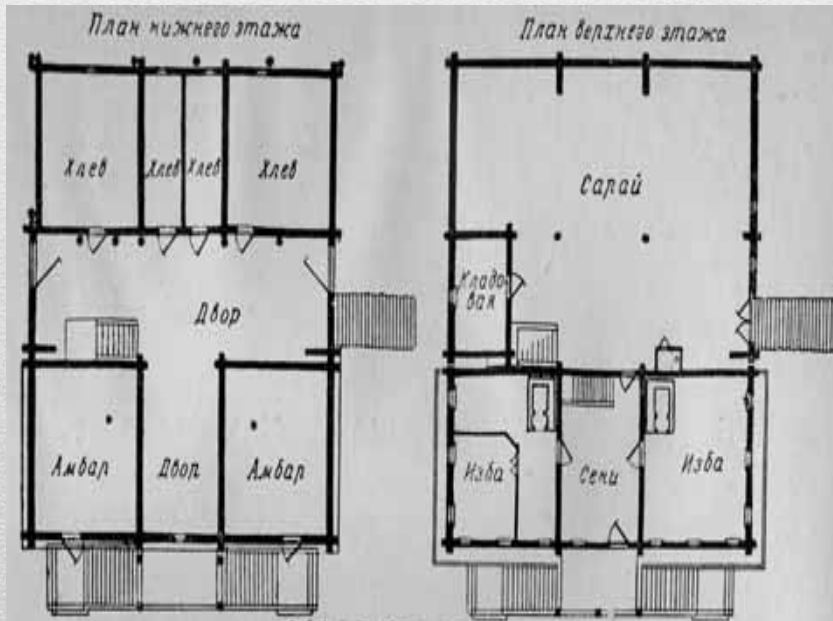 План нижнего этажа
Хлев
Хлев
Хлев
Хлев
Двор
Амбар
Двор
Амбар
План верхнего этажа
Сарай
Кладо-
вая
Изба
Сени
Изба